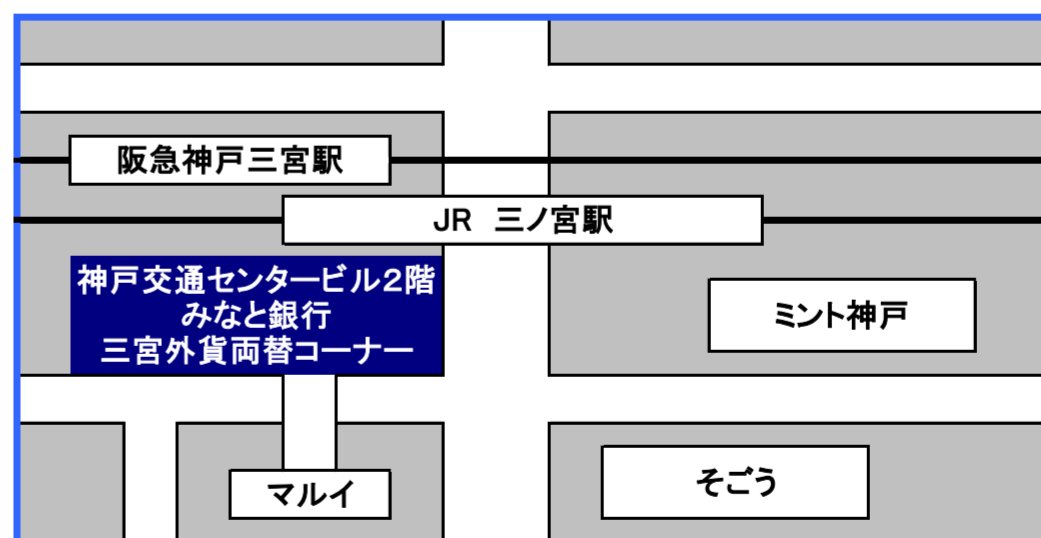 阪急神戸三宮駅
JR 三ノ宮駅
神戸交通センタービル２階
みなと銀行
三宮外貨両替コーナー
ミント神戸
マルイ
そごう